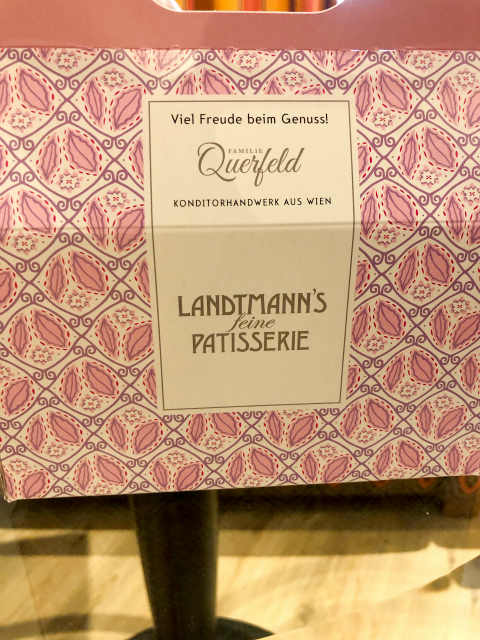 Viel Freude beim Genuss!
FAMILIE
Querfeld
KONDITORHANDWERK AUS WIEN
LANDTMANN'S
feine
PATISSERIE